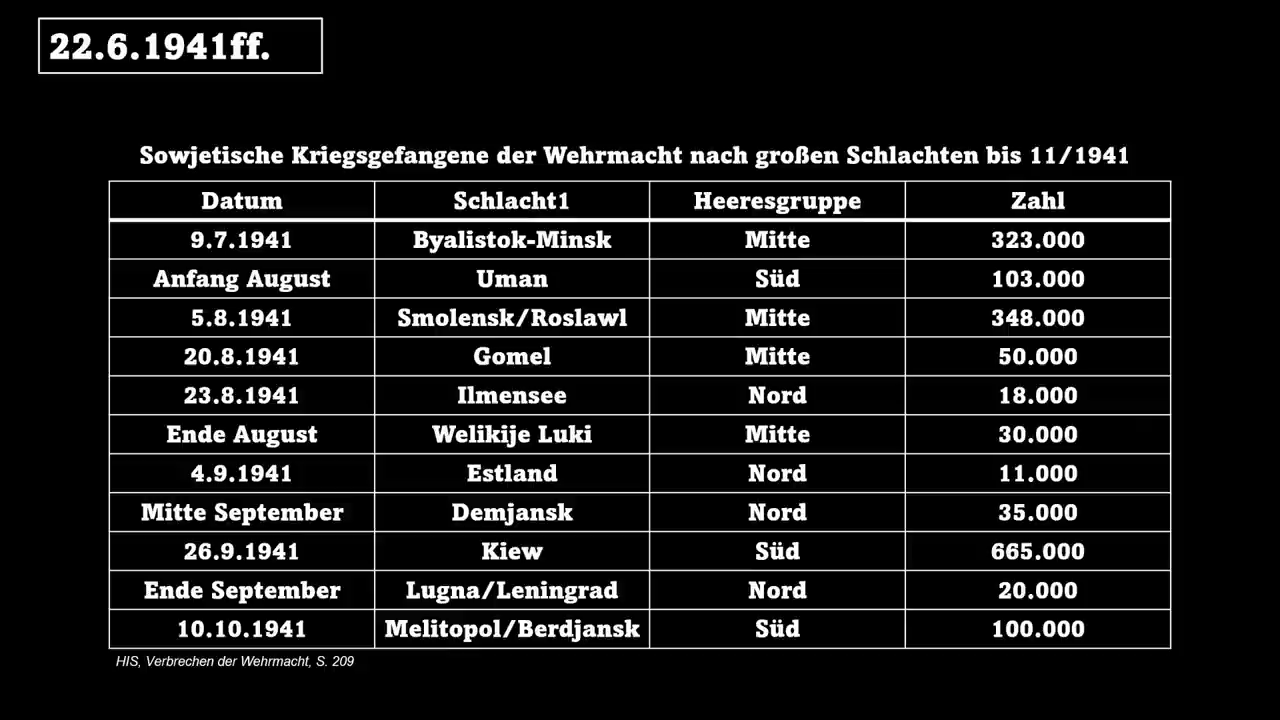 22.6.1941ff.
Sowjetische Kriegsgefangene der Wehrmacht nach großen Schlachten bis 11/1941
Datum Schlacht1 Heeresgruppe Zahl
9.7.1941 Byalistok-Minsk Mitte 323.000
Anfang August Uman Süd 103.000
5.8.1941 Smolensk/Roslawl Mitte 348.000
20.8.1941 Gomel Mitte 50.000
23.8.1941 Ilmensee Nord 18.000
Ende August Welikije Luki Mitte 30.000
4.9.1941 Estland Nord 11.000
Mitte September Demjansk Nord 35.000
26.9.1941 Kiew Süd 665.000
Ende September Lugna/Leningrad Nord 20.000
10.10.1941 Melitopol/Berdjansk Süd 100.000
HIS, Verbrechen der Wehrmacht, S. 209